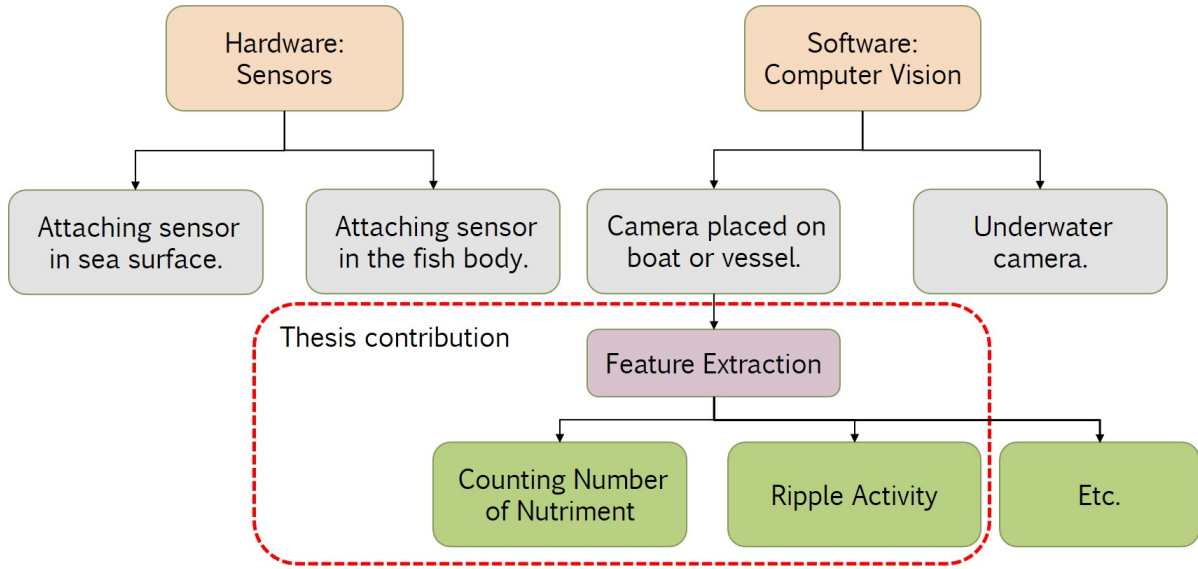 Hardware:
Sensors
Software:
Computer Vision
Attaching sensor
in sea surface.
Attaching sensor
in the fish body.
Camera placed on
boat or vessel.
Underwater
camera.
Thesis contribution
Feature Extraction
Counting Number
of Nutriment
Ripple Activity
Etc.